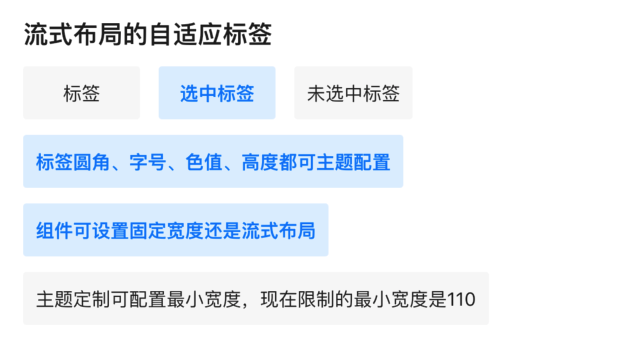 流式布局的自适应标签
标签 选中标签 未选中标签
标签圆角、字号、色值、高度都可主题配置
组件可设置固定宽度还是流式布局
主题定制可配置最小宽度，现在限制的最小宽度是110